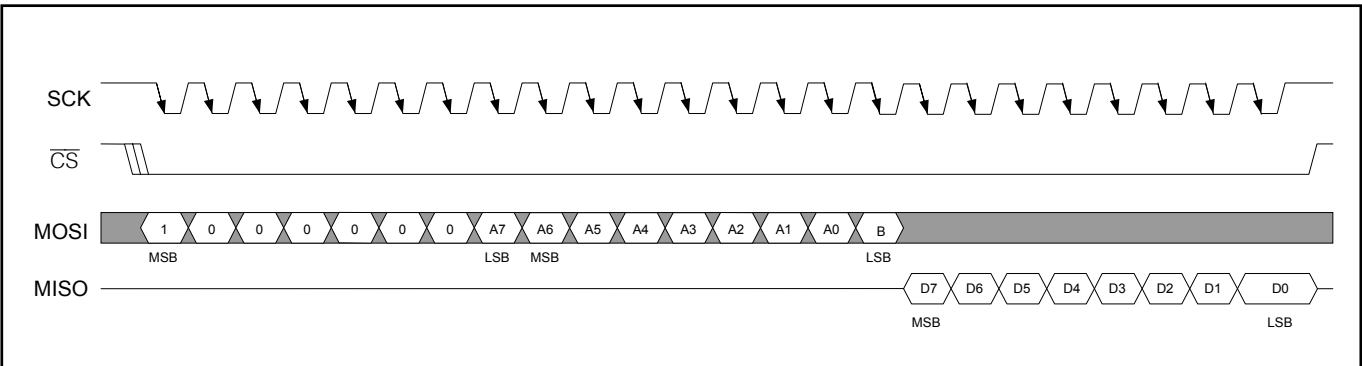 SCK
CS
MOSI 1 0 0 0 0 0 0 A7 A6 A5 A4 A3 A2 A1 A0 B
MSB LSB MSB LSB
MISO D7 D6 D5 D4 D3 D2 D1 D0
MSB LSB